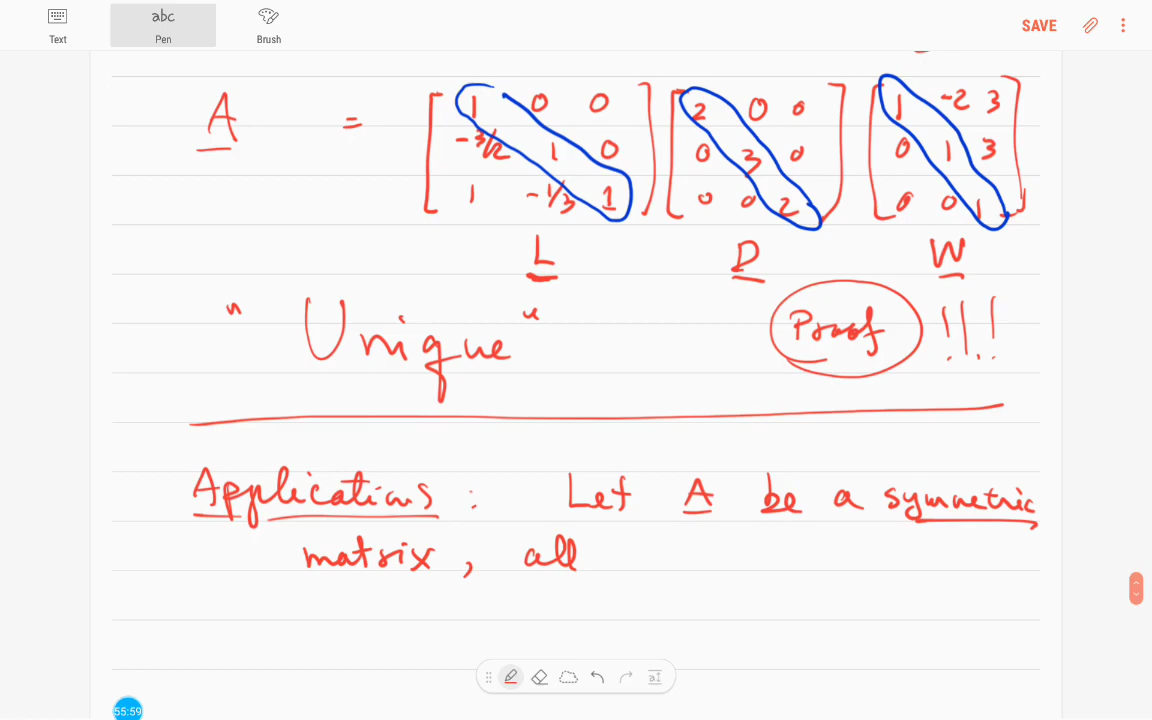 Text
abc
Pen
Brush
SAVE
A = [ 1 0 0 ] [ 2 0 0 ] [ 1 -2 3 ]
-3/2 1 0 0 3 0 0 1 3
1 -1/3 1 0 0 2 0 0 1
L D W
" Unique " Proof !!!
Applications : Let A be a symmetric
matrix, all
55:59